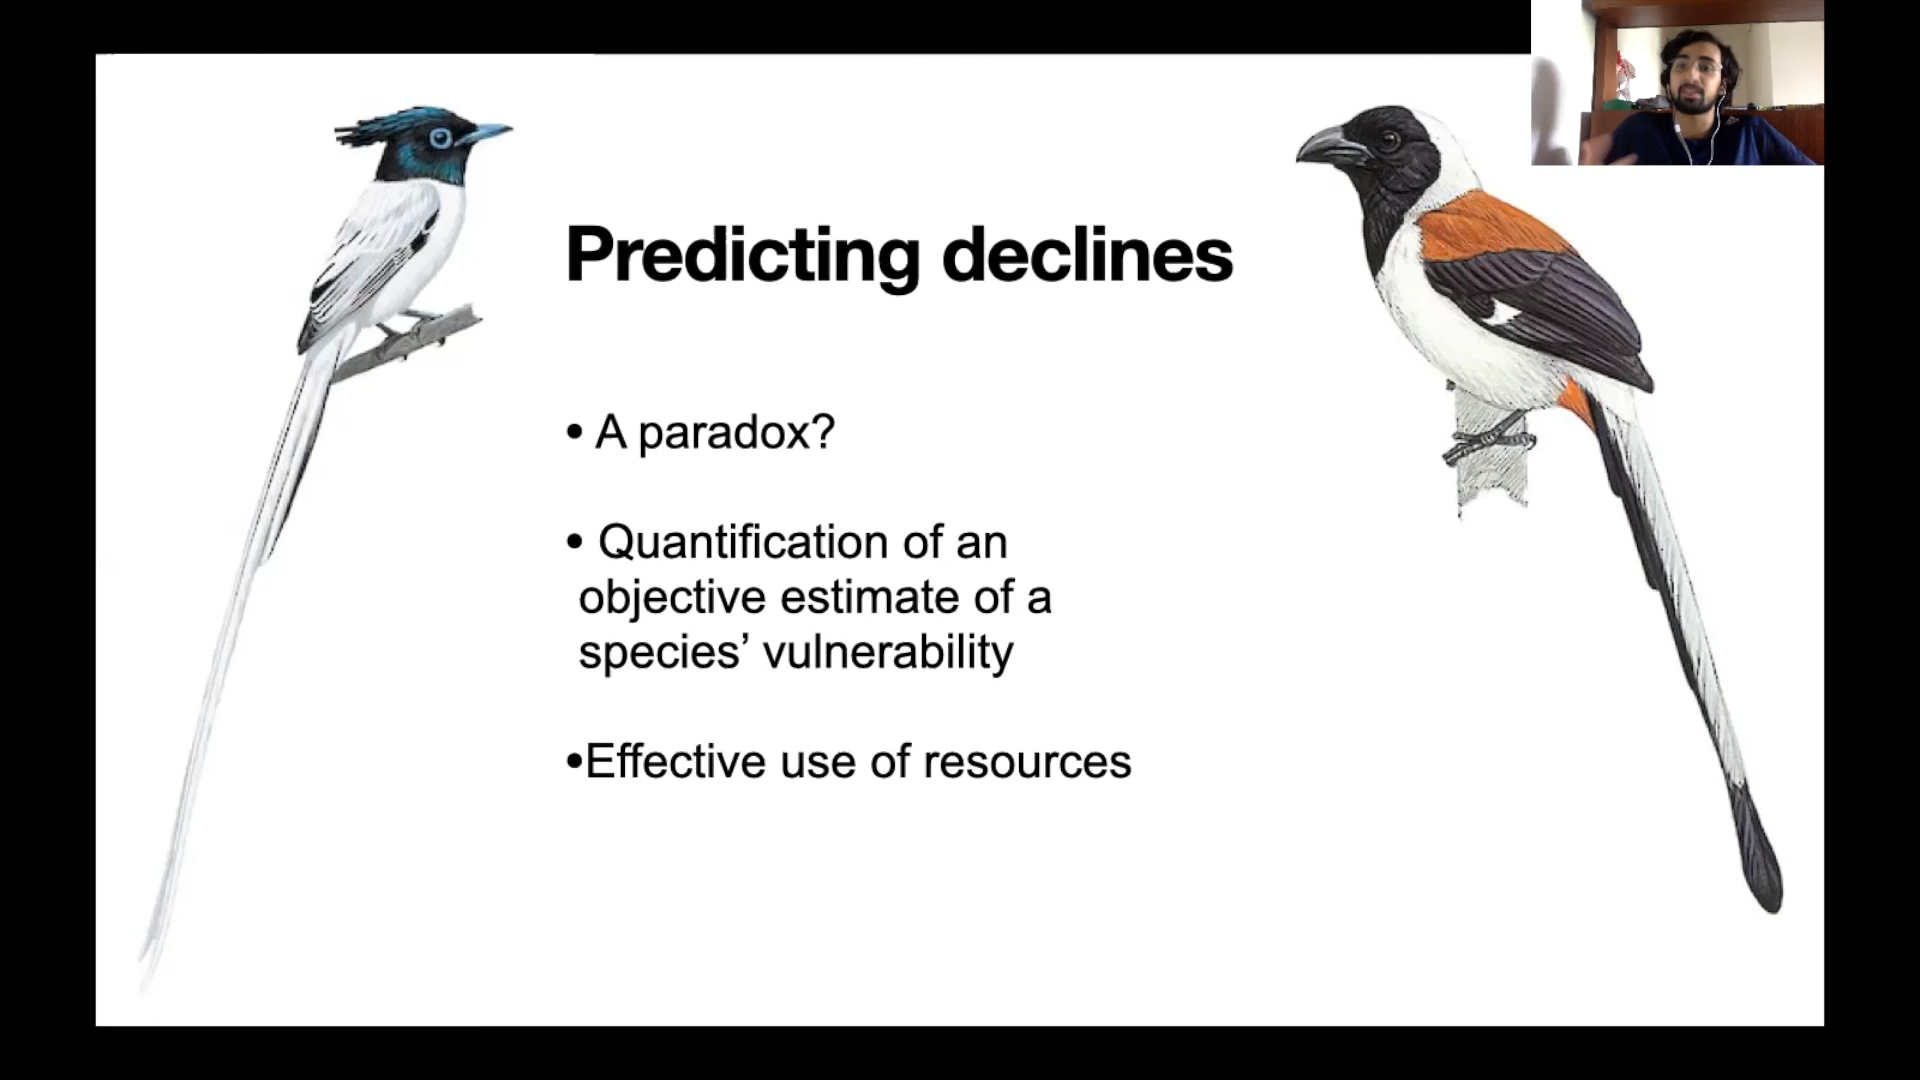 Predicting declines
• A paradox?
• Quantification of an
objective estimate of a
species’ vulnerability
•Effective use of resources